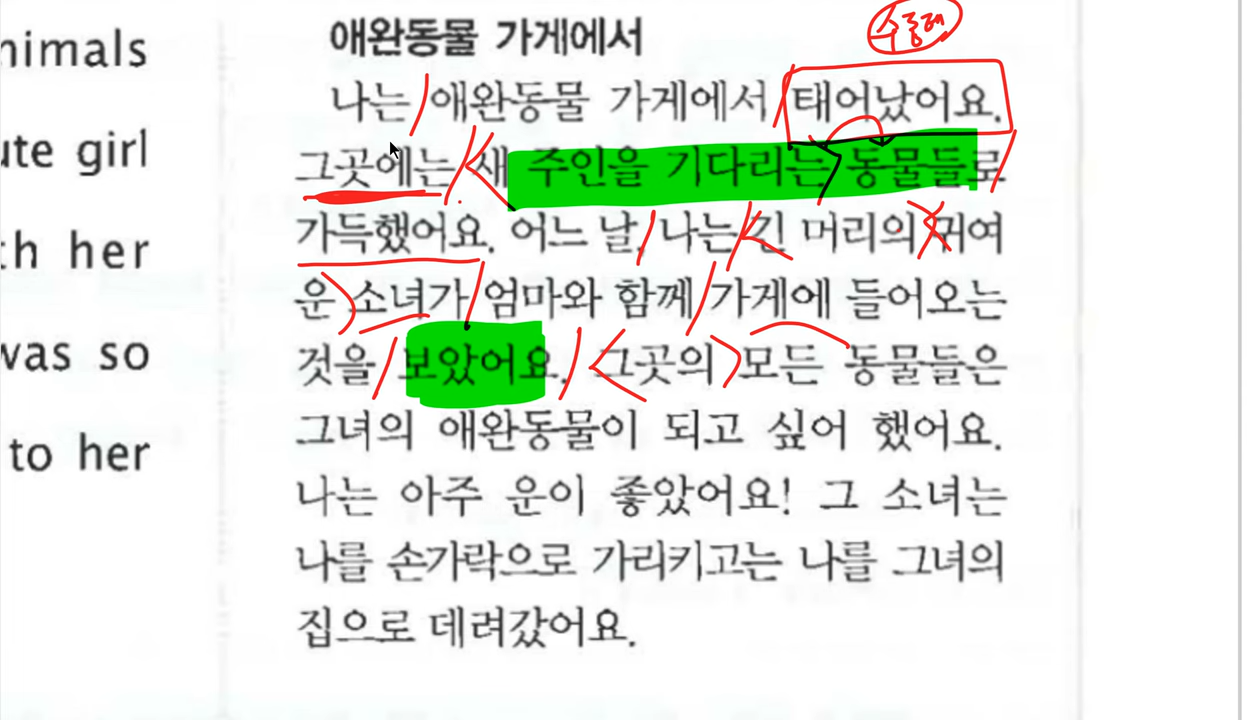 nimals
ute girl
th her
was so
to her
애완동물 가게에서
수동태
나는 애완동물 가게에서 태어났어요.
그곳에는 새 주인을 기다리는 동물들로
가득했어요. 어느 날, 나는 긴 머리의 귀여
운 소녀가 엄마와 함께 가게에 들어오는
것을 보았어요. 그곳의 모든 동물들은
그녀의 애완동물이 되고 싶어 했어요.
나는 아주 운이 좋았어요! 그 소녀는
나를 손가락으로 가리키고는 나를 그녀의
집으로 데려갔어요.